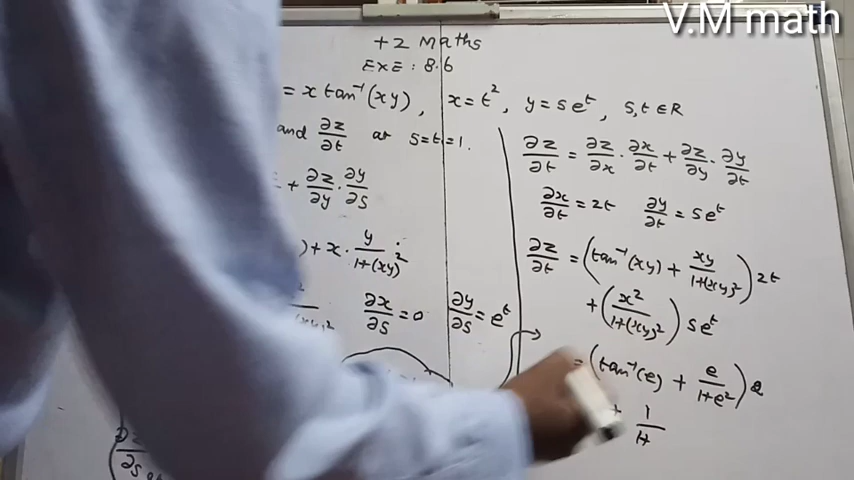 V.M math
+2 Maths
EXE : 8.6
= x tan⁻¹(xy) , x=t² , y=se^t , s,t∈R
and ∂z/∂t at s=t=1.
+ ∂z/∂y · ∂y/∂s
) + x · y/1+(xy)²
∂x/∂s = 0 ∂y/∂s = e^t
∂z/∂t = ∂z/∂x · ∂x/∂t + ∂z/∂y · ∂y/∂t
∂x/∂t = 2t ∂y/∂t = se^t
∂z/∂t = (tan⁻¹(xy) + xy/1+(xy)²) 2t
+ (x²/1+(xy)²) se^t
= (tan⁻¹(e) + e/1+e²) 2
+ 1/1+